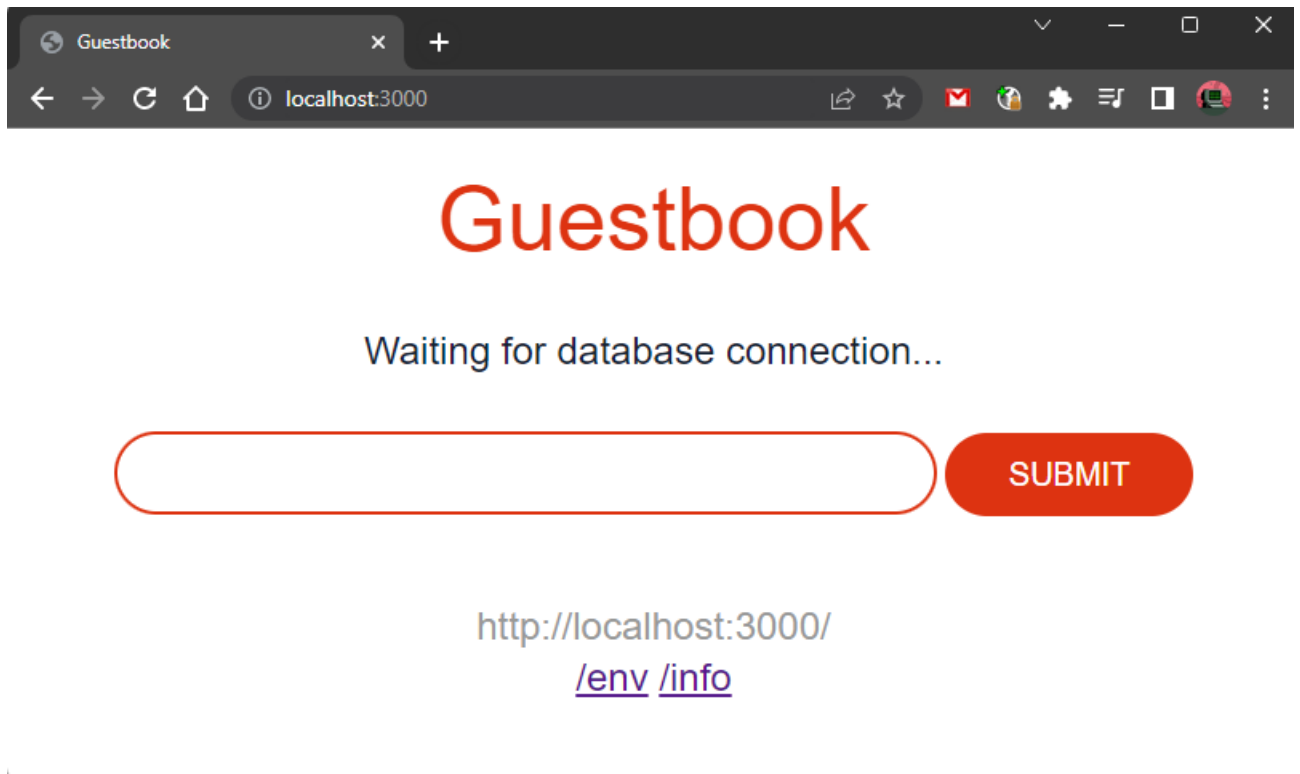 Guestbook
localhost:3000
Guestbook
Waiting for database connection...
SUBMIT
http://localhost:3000/
/env /info